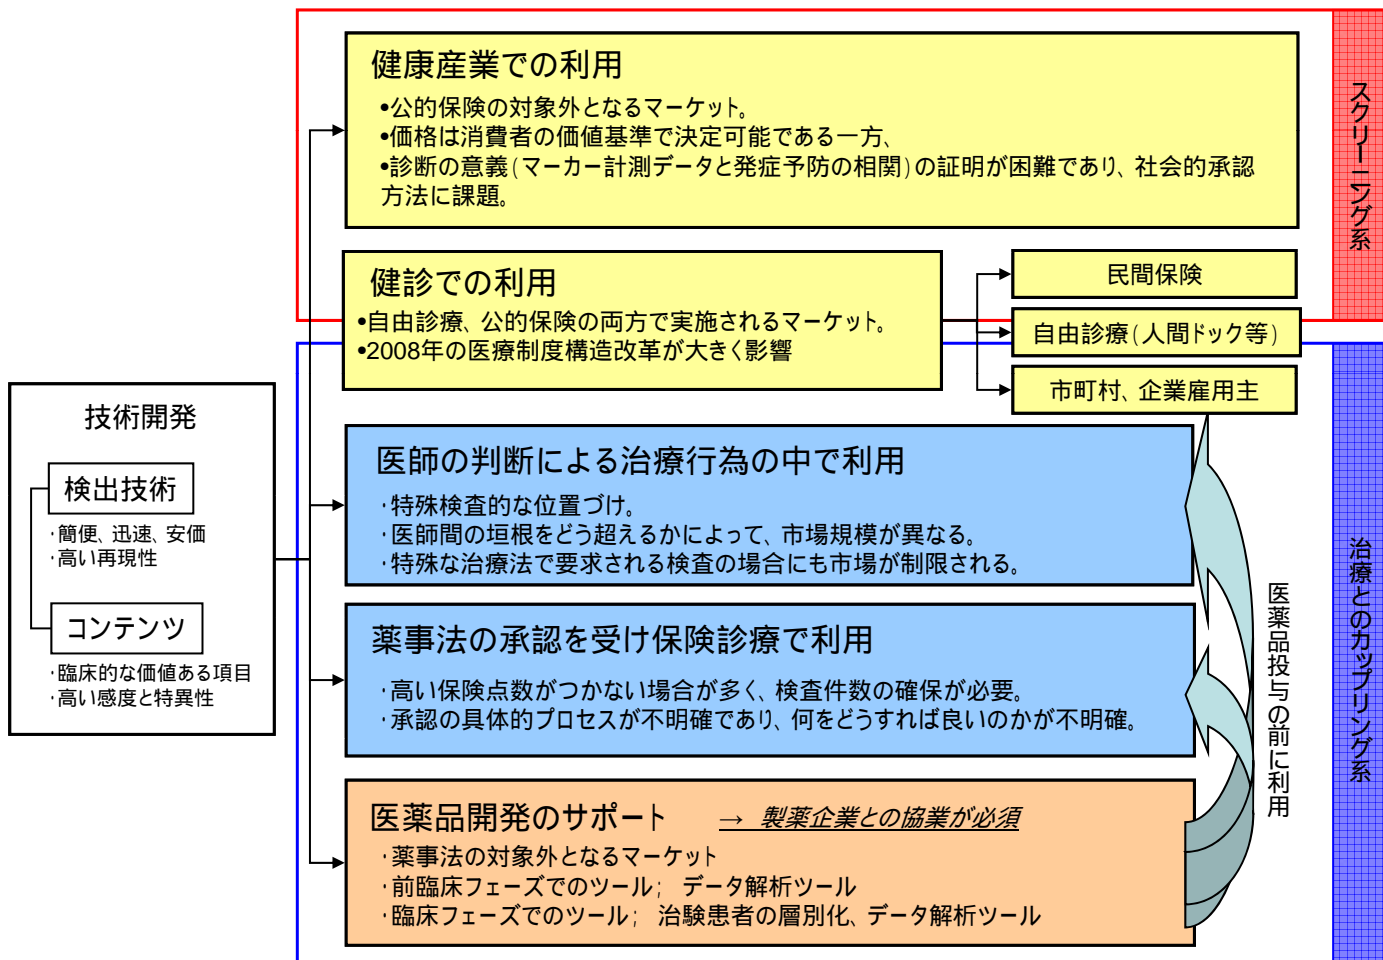 健康産業での利用
•公的保険の対象外となるマーケット。
•価格は消費者の価値基準で決定可能である一方、
•診断の意義(マーカー計測データと発症予防の相関)の証明が困難であり、社会的承認
方法に課題。
スクリーニング系
健診での利用
•自由診療、公的保険の両方で実施されるマーケット。
•2008年の医療制度構造改革が大きく影響
民間保険
自由診療(人間ドック等)
市町村、企業雇用主
技術開発
検出技術
・簡便、迅速、安価
・高い再現性
コンテンツ
・臨床的な価値ある項目
・高い感度と特異性
医師の判断による治療行為の中で利用
・特殊検査的な位置づけ。
・医師間の垣根をどう超えるかによって、市場規模が異なる。
・特殊な治療法で要求される検査の場合にも市場が制限される。
薬事法の承認を受け保険診療で利用
・高い保険点数がつかない場合が多く、検査件数の確保が必要。
・承認の具体的プロセスが不明確であり、何をどうすれば良いのかが不明確。
医薬品開発のサポート → 製薬企業との協業が必須
・薬事法の対象外となるマーケット
・前臨床フェーズでのツール; データ解析ツール
・臨床フェーズでのツール; 治験患者の層別化、データ解析ツール
医薬品投与の前に利用
治療とのカップリング系